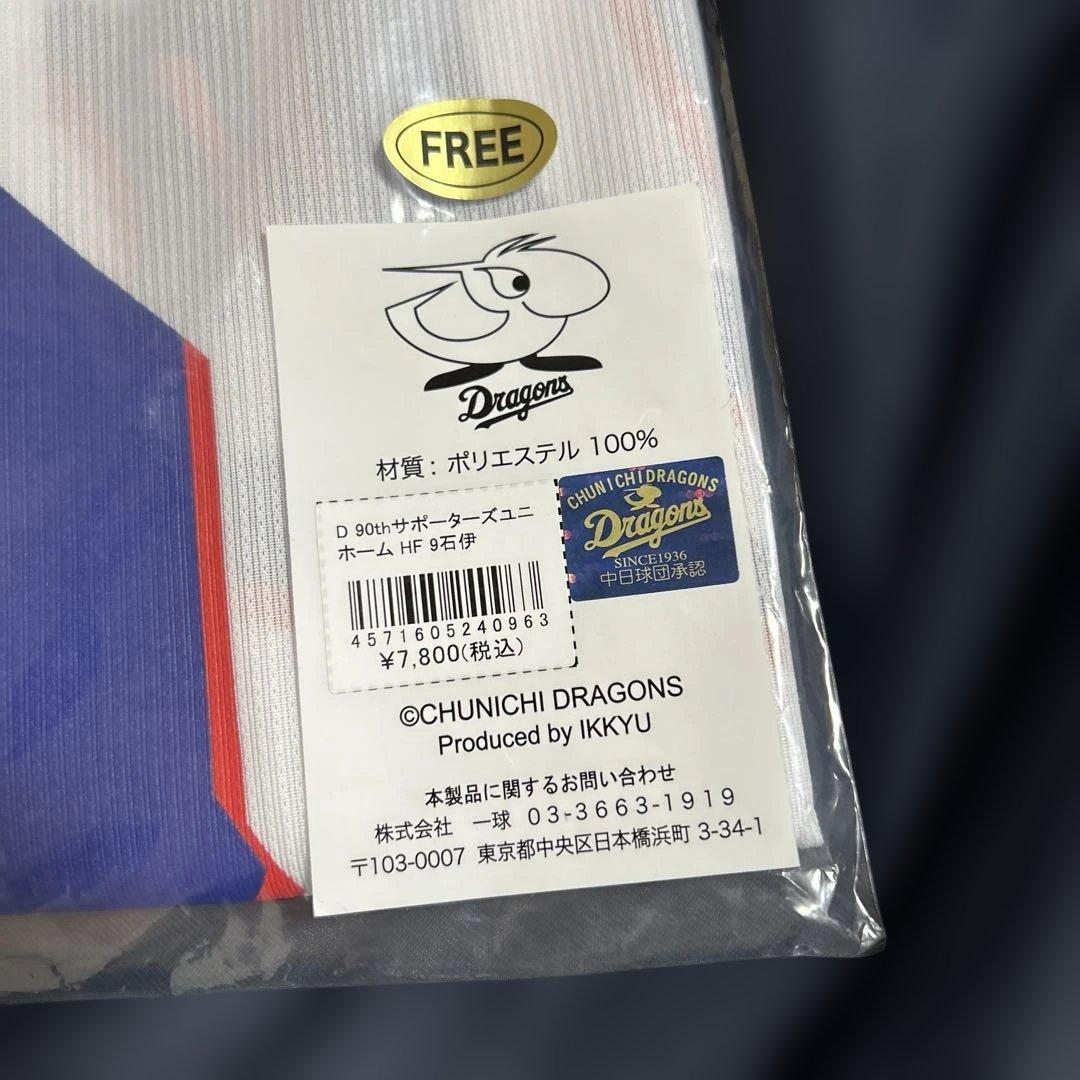 FREE
Dragons
材質: ポリエステル 100%
D 90thサポーターズユニ
ホーム HF 9石伊
4571605240963
¥7,800(税込)
CHUNICHIDRAGONS
Dragons
SINCE1936
中日球団承認
©CHUNICHI DRAGONS
Produced by IKKYU
本製品に関するお問い合わせ
株式会社 一球 03-3663-1919
〒103-0007 東京都中央区日本橋浜町 3-34-1